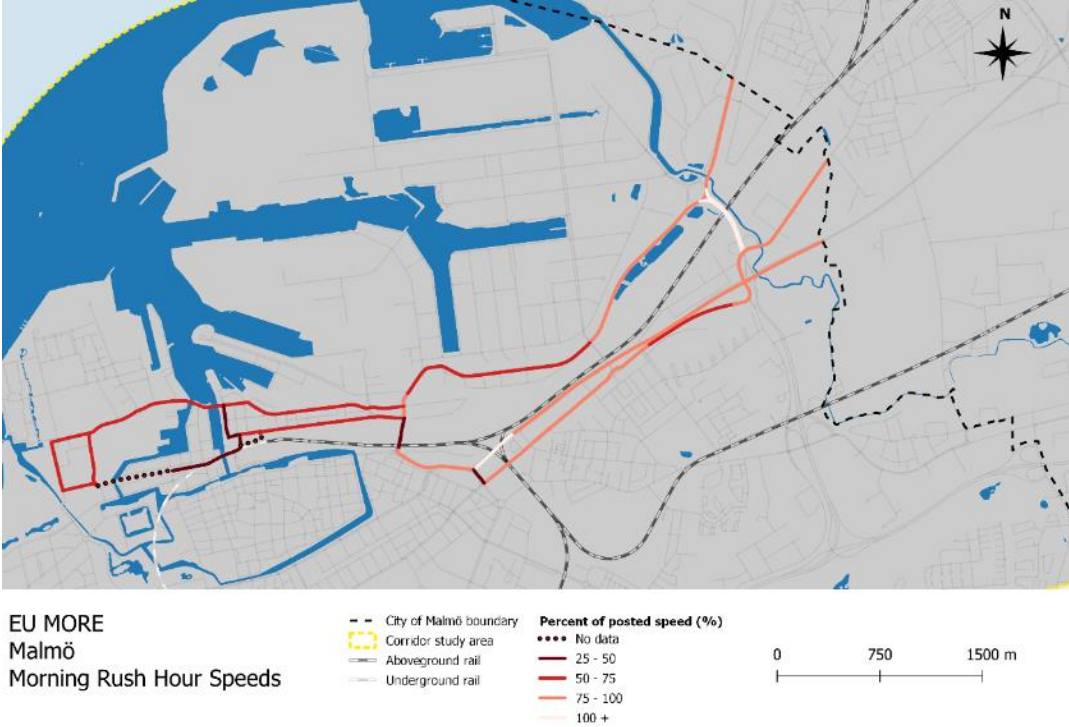 N
EU MORE
Malmö
Morning Rush Hour Speeds
City of Malmö boundary
Corridor study area
Aboveground rail
Underground rail
Percent of posted speed (%)
No data
25 - 50
50 - 75
75 - 100
100 +
0 750 1500 m